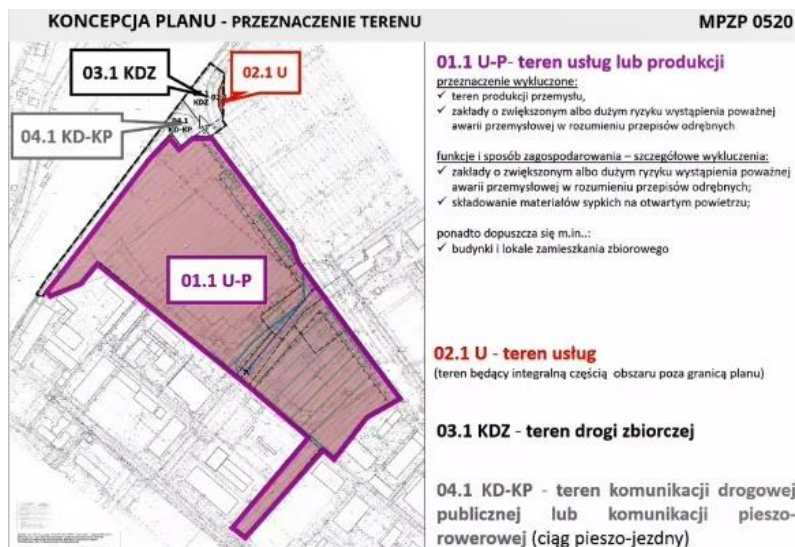 KONCEPCJA PLANU - PRZEZNACZENIE TERENU
MPZP 0520
03.1 KDZ
02.1 U
04.1 KD-KP
KDZ
04.1
KD-KP
01.1 U-P
01.1 U-P- teren usług lub produkcji
przeznaczenie wykluczone:
✓ teren produkcji przemysłu,
✓ zakłady o zwiększonym albo dużym ryzyku wystąpienia poważnej
awarii przemysłowej w rozumieniu przepisów odrębnych
funkcje i sposób zagospodarowania – szczegółowe wykluczenia:
✓ zakłady o zwiększonym albo dużym ryzyku wystąpienia poważnej
awarii przemysłowej w rozumieniu przepisów odrębnych;
✓ składowanie materiałów sypkich na otwartym powietrzu;
ponadto dopuszcza się m.in..:
✓ budynki i lokale zamieszkania zbiorowego
02.1 U - teren usług
(teren będący integralną częścią obszaru poza granicą planu)
03.1 KDZ - teren drogi zbiorczej
04.1 KD-KP - teren komunikacji drogowej
publicznej lub komunikacji pieszo-
rowerowej (ciąg pieszo-jezdny)